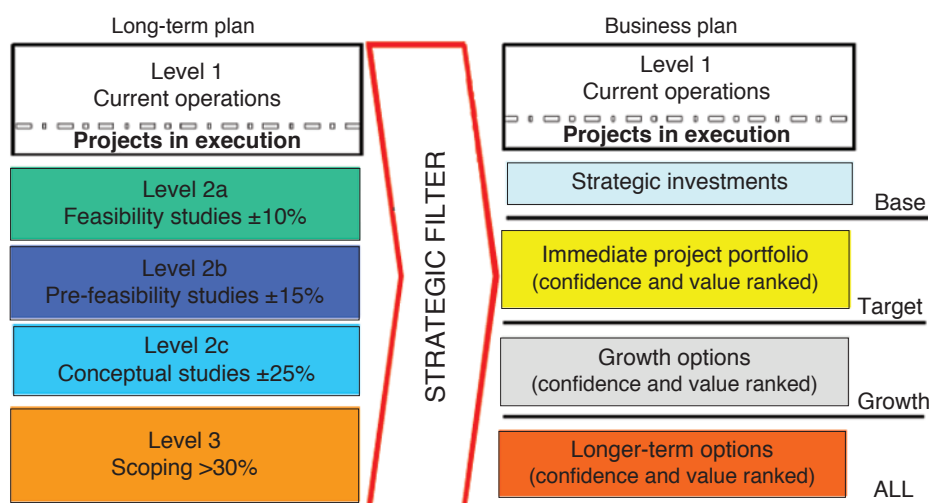 Long-term plan
Level 1
Current operations
Projects in execution
Level 2a
Feasibility studies ±10%
Level 2b
Pre-feasibility studies ±15%
Level 2c
Conceptual studies ±25%
Level 3
Scoping >30%
STRATEGIC FILTER
Business plan
Level 1
Current operations
Projects in execution
Strategic investments
Base
Immediate project portfolio
(confidence and value ranked)
Target
Growth options
(confidence and value ranked)
Growth
Longer-term options
(confidence and value ranked)
ALL